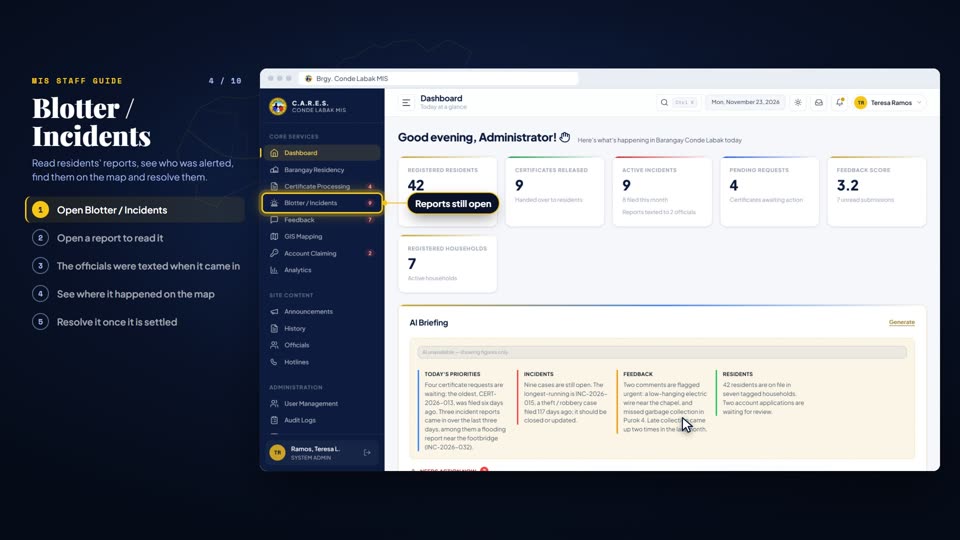 MIS STAFF GUIDE
4 / 10
Blotter /
Incidents
Read residents' reports, see who was alerted,
find them on the map and resolve them.
1 Open Blotter / Incidents
2 Open a report to read it
3 The officials were texted when it came in
4 See where it happened on the map
5 Resolve it once it is settled
Brgy. Conde Labak MIS
C.A.R.E.S.
CONDE LABAK MIS
CORE SERVICES
Dashboard
Barangay Residency
Certificate Processing 4
Blotter / Incidents 9
Feedback 7
GIS Mapping
Account Claiming 2
Analytics
SITE CONTENT
Announcements
History
Officials
Hotlines
ADMINISTRATION
User Management
Audit Logs
TR
Ramos, Teresa L.
SYSTEM ADMIN
Dashboard
Today at a glance
Ctrl K
Mon, November 23, 2026
TR
Teresa Ramos
Good evening, Administrator!
Here's what's happening in Barangay Conde Labak today
REGISTERED RESIDENTS
42
Reports still open
CERTIFICATES RELEASED
9
Handed over to residents
ACTIVE INCIDENTS
9
8 filed this month
Reports texted to 2 officials
PENDING REQUESTS
4
Certificates awaiting action
FEEDBACK SCORE
3.2
7 unread submissions
REGISTERED HOUSEHOLDS
7
Active households
AI Briefing
Generate
AI unavailable — showing figures only.
TODAY'S PRIORITIES
Four certificate requests are
waiting; the oldest, CERT-
2026-013, was filed six days
ago. Three incident reports
came in over the last three
days, among them a flooding
report near the footbridge
(INC-2026-032).
INCIDENTS
Nine cases are still open. The
longest-running is INC-2026-
015, a theft / robbery case
filed 117 days ago; it should be
closed or updated.
FEEDBACK
Two comments are flagged
urgent: a low-hanging electric
wire near the chapel, and
missed garbage collection in
Purok 4. Late collection came
up two times in the last month.
RESIDENTS
42 residents are on file in
seven tagged households.
Two account applications are
waiting for review.
NEEDS ACTION NOW